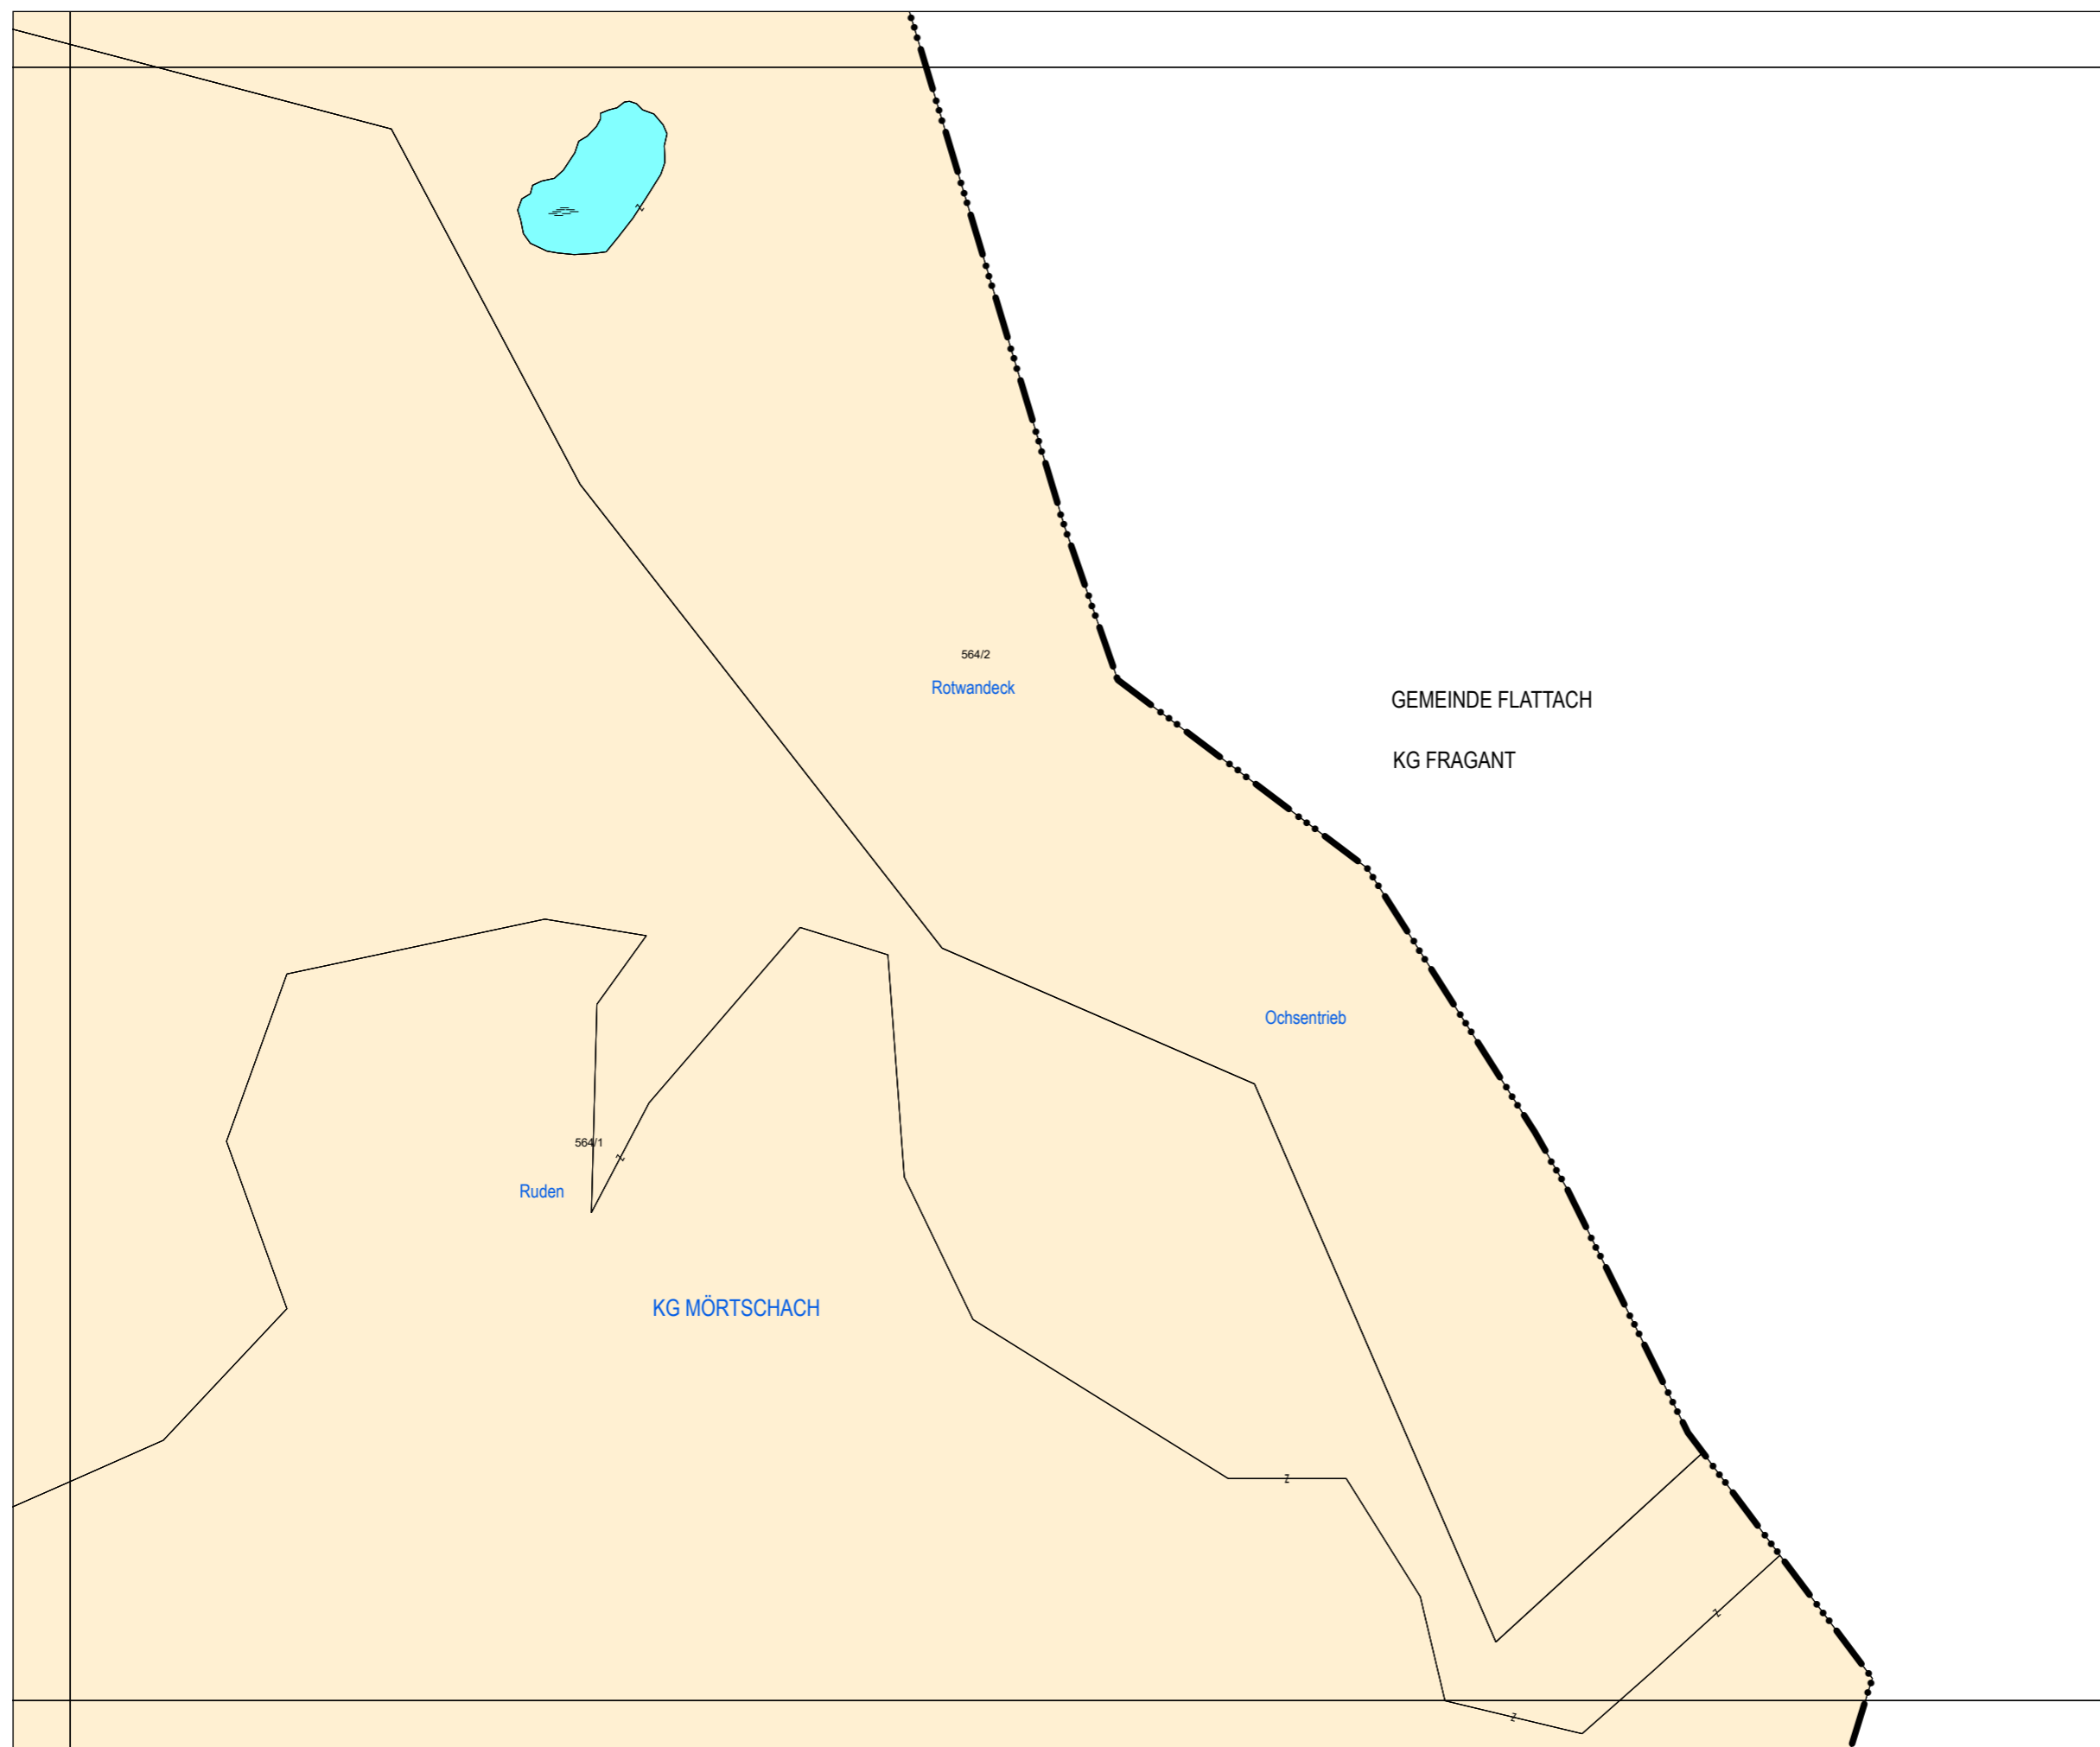 564/2
Rotwandeck
GEMEINDE FLATTACH
KG FRAGANT
Ochsentrieb
564/1
Ruden
KG MÖRTSCHACH